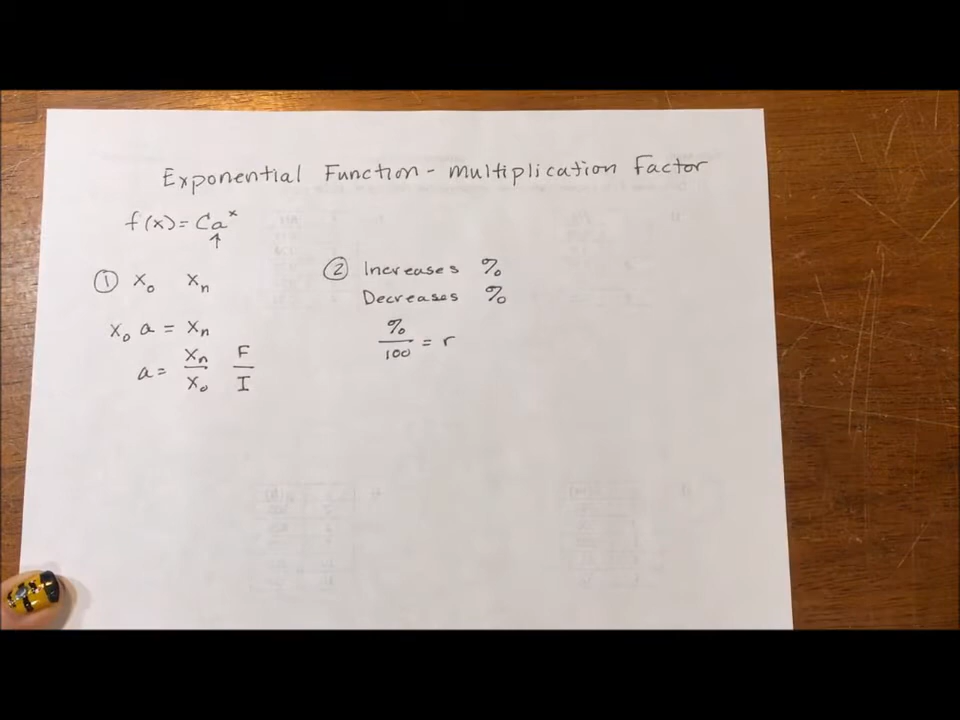 Exponential Function - Multiplication Factor
f(x) = Ca^x
↑
① x₀ xₙ
x₀ a = xₙ
a = xₙ/x₀ F/I
② Increases %
Decreases %
%/100 = r